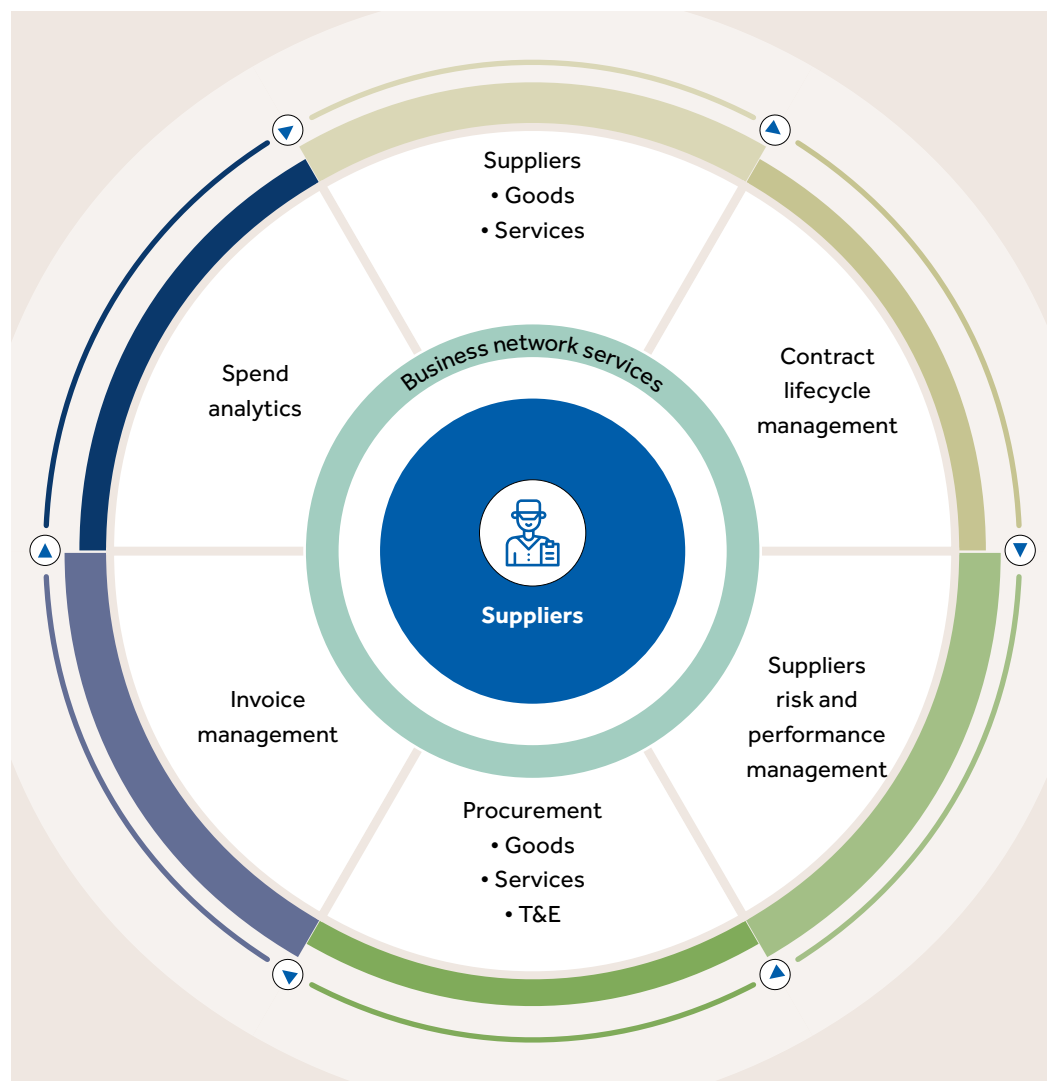 Suppliers
• Goods
• Services
Contract
lifecycle
management
Suppliers
risk and
performance
management
Procurement
• Goods
• Services
• T&E
Invoice
management
Spend
analytics
Business network services
Suppliers